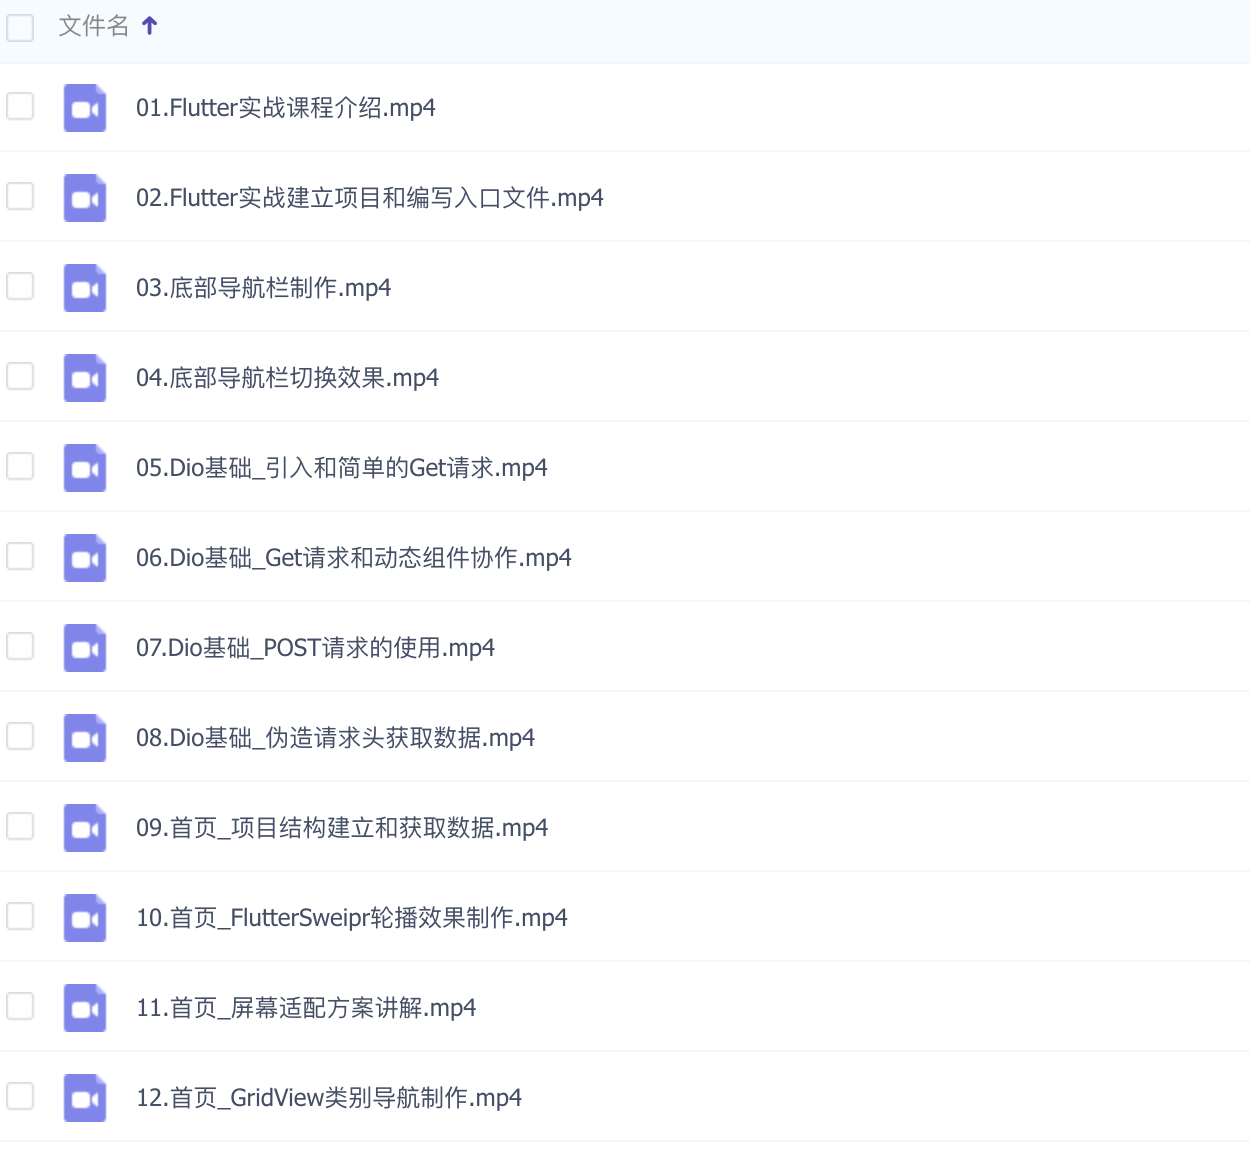 文件名
01.Flutter实战课程介绍.mp4
02.Flutter实战建立项目和编写入口文件.mp4
03.底部导航栏制作.mp4
04.底部导航栏切换效果.mp4
05.Dio基础_引入和简单的Get请求.mp4
06.Dio基础_Get请求和动态组件协作.mp4
07.Dio基础_POST请求的使用.mp4
08.Dio基础_伪造请求头获取数据.mp4
09.首页_项目结构建立和获取数据.mp4
10.首页_FlutterSweipr轮播效果制作.mp4
11.首页_屏幕适配方案讲解.mp4
12.首页_GridView类别导航制作.mp4